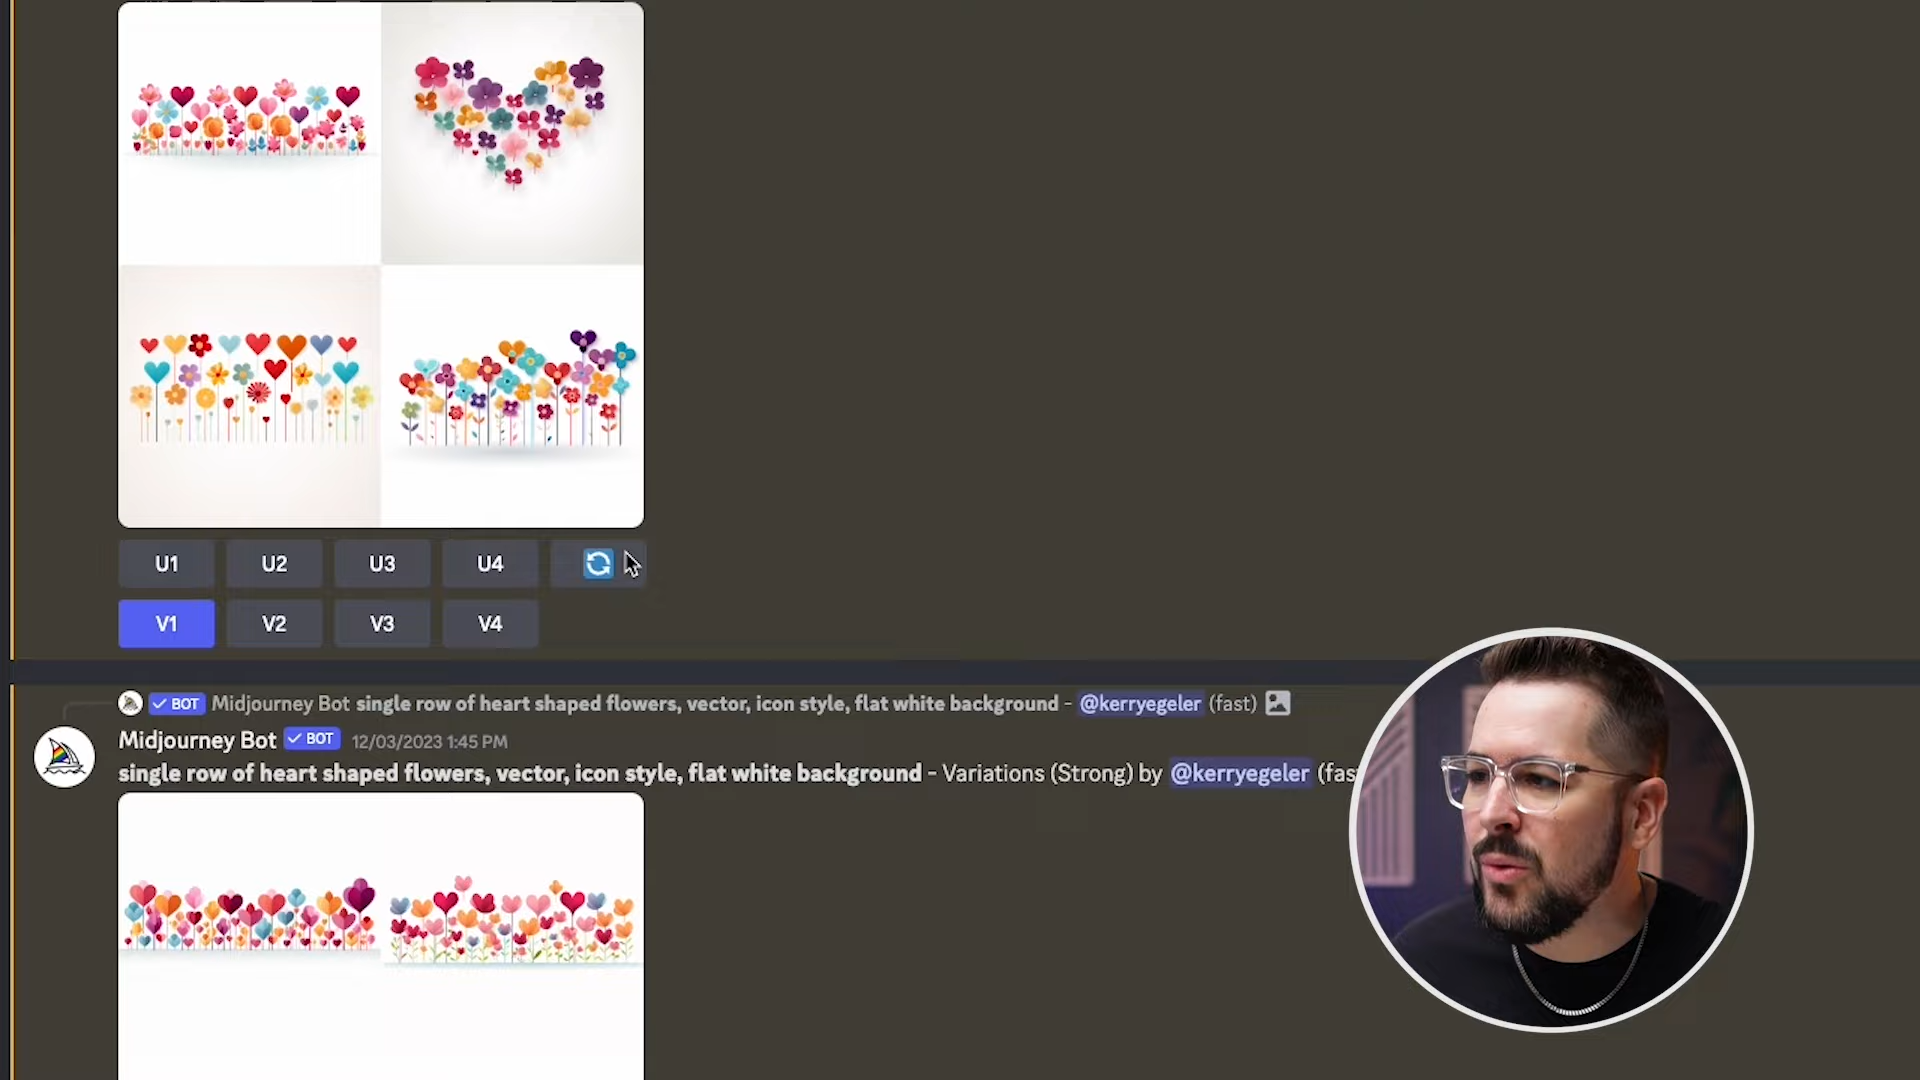 U1 U2 U3 U4
V1 V2 V3 V4
BOT Midjourney Bot single row of heart shaped flowers, vector, icon style, flat white background - @kerryegeler (fast)
Midjourney Bot BOT 12/03/2023 1:45 PM
single row of heart shaped flowers, vector, icon style, flat white background - Variations (Strong) by @kerryegeler (fas